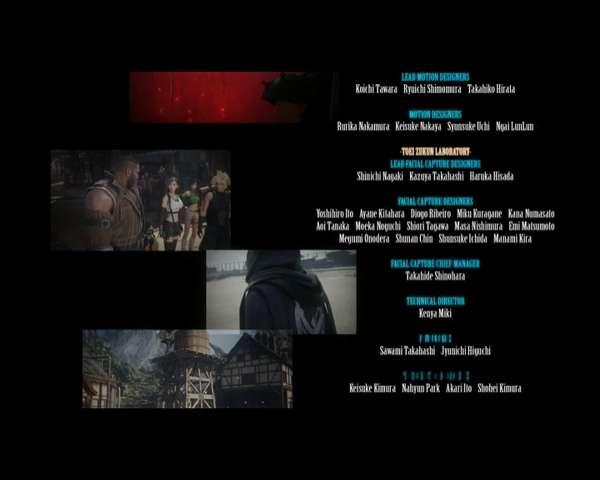 LEAD MOTION DESIGNERS
Koichi Tawara Ryuichi Shimomura Takahiko Hirata
MOTION DESIGNERS
Rurika Nakamura Keisuke Nakaya Syunsuke Uchi Ngai LunLun
-TOEI ZUKUN LABORATORY-
LEAD FACIAL CAPTURE DESIGNERS
Shinichi Nagaki Kazuya Takahashi Haruka Hisada
FACIAL CAPTURE DESIGNERS
Yoshihiro Ito Ayane Kitahara Diogo Ribeiro Miku Kuragane Kana Numasato
Aoi Tanaka Moeka Noguchi Shiori Tagawa Masa Nishimura Emi Matsumoto
Megumi Onodera Shunan Chin Shunsuke Ichida Manami Kira
FACIAL CAPTURE CHIEF MANAGER
Takahide Shinohara
TECHNICAL DIRECTOR
Kenya Miki
Sawami Takahashi Jyunichi Higuchi
Keisuke Kimura Nahyun Park Akari Ito Shohei Kimura